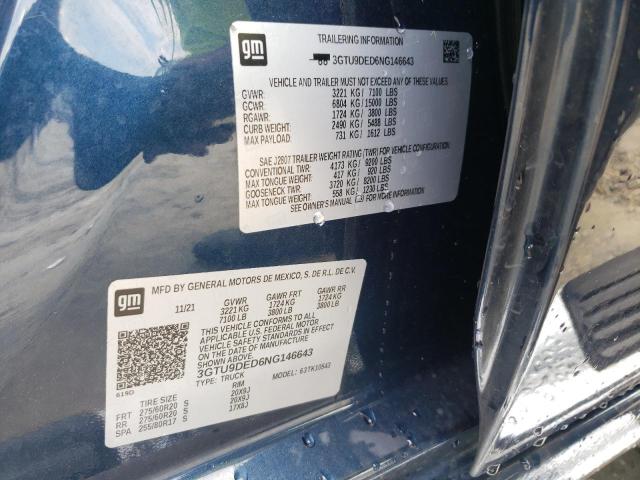 gm
TRAILERING INFORMATION
3GTU9DED6NG146643
VEHICLE AND TRAILER MUST NOT EXCEED ANY OF THESE VALUES.
GVWR: 3221 KG / 7100 LBS
GCWR: 6804 KG / 15000 LBS
RGAWR: 1724 KG / 3800 LBS
CURB WEIGHT: 2490 KG / 5488 LBS
MAX PAYLOAD: 731 KG / 1612 LBS
SAE J2807 TRAILER WEIGHT RATING (TWR) FOR VEHICLE CONFIGURATION.
CONVENTIONAL TWR: 4173 KG / 9200 LBS
MAX TONGUE WEIGHT: 417 KG / 920 LBS
GOOSENECK TWR: 3720 KG / 8200 LBS
MAX TONGUE WEIGHT: 558 KG / 1230 LBS
SEE OWNER'S MANUAL FOR MORE INFORMATION
gm
MFD BY GENERAL MOTORS DE MEXICO, S. DE R.L. DE C.V.
11/21 GVWR GAWR FRT GAWR RR
3221 KG 1724 KG 1724 KG
7100 LB 3800 LB 3800 LB
THIS VEHICLE CONFORMS TO ALL
APPLICABLE U.S. FEDERAL MOTOR
VEHICLE SAFETY STANDARDS IN EFFECT
ON THE DATE OF MANUFACTURE
SHOWN ABOVE.
3GTU9DED6NG146643
619D TYPE: TRUCK MODEL: 63TK10543
TIRE SIZE RIM
FRT 275/60R20 S 20X9J
RR 275/60R20 S 20X9J
SPA 255/80R17 S 17X8J